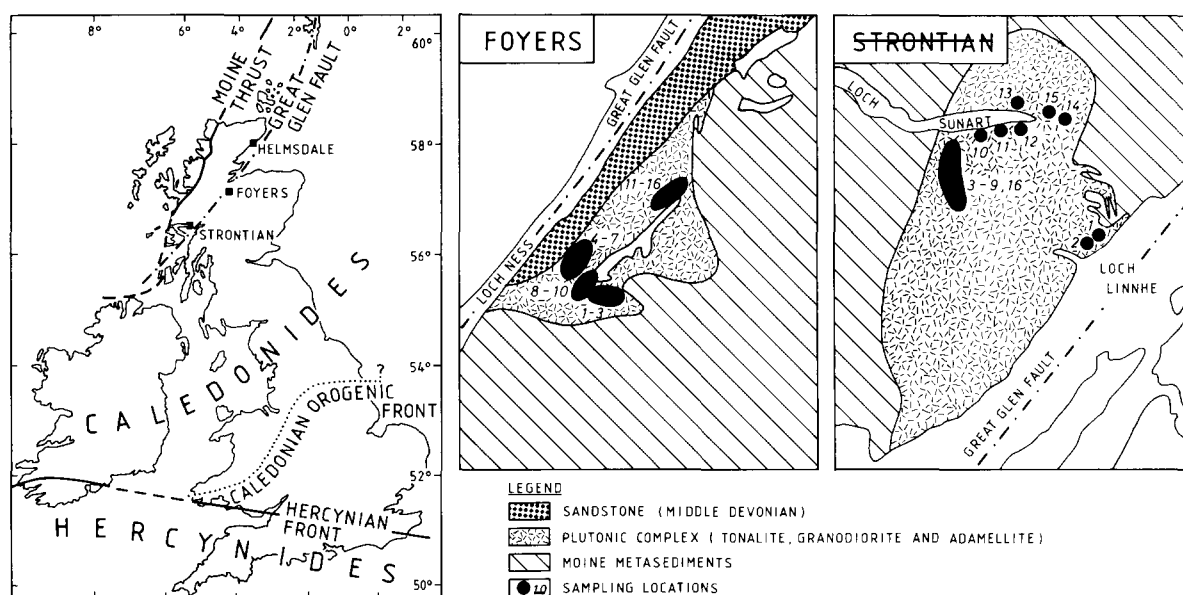 8° 6° 4° 2° 0° 2°
60°
58°
56°
54°
52°
50°
MOINE THRUST
GREAT-
GLEN FAULT
HELMSDALE
FOYERS
STRONTIAN
CALEDONIDES
?
CALEDONIAN OROGENIC
FRONT
HERCYNIAN
FRONT
HERCYNIDES
FOYERS
GREAT GLEN FAULT
LOCH NESS
11-16
4-7
8-10
1-3
STRONTIAN
LOCH
SUNART
13
15
14
10
11
12
3-9,16
1
2
LOCH
LINNHE
GREAT GLEN FAULT
LEGEND
SANDSTONE (MIDDLE DEVONIAN)
PLUTONIC COMPLEX (TONALITE, GRANODIORITE AND ADAMELLITE)
MOINE METASEDIMENTS
10 SAMPLING LOCATIONS